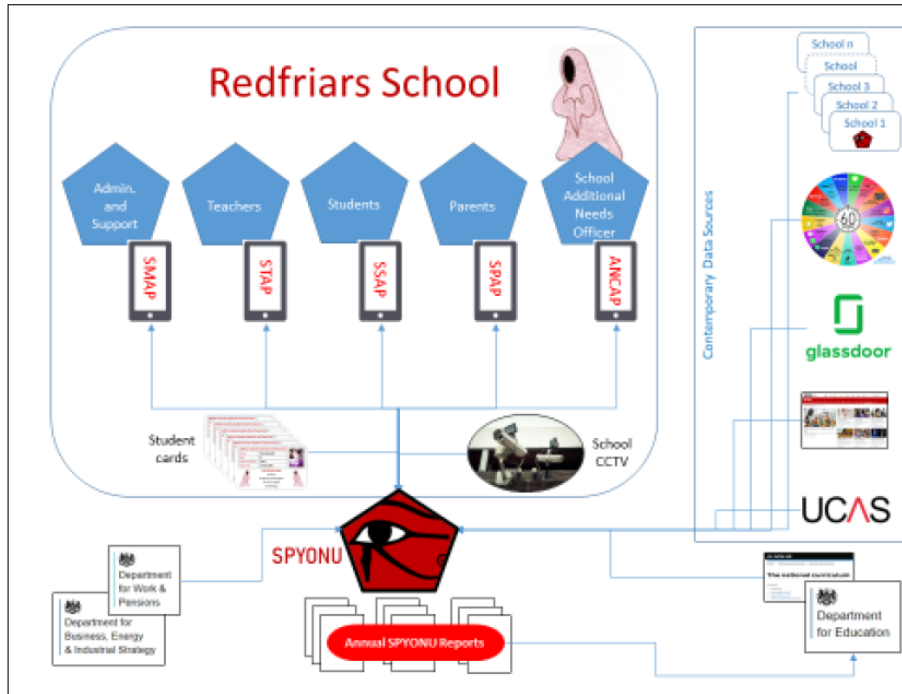 Redfriars School
Admin.
and
Support
Teachers
Students
Parents
School
Additional
Needs
Officer
SMAP
STAP
SSAP
SPAP
ANCAP
Student
cards
School
CCTV
SPYONU
Department
for Work &
Pensions
Department for
Business, Energy
& Industrial Strategy
Annual SPYONU Reports
Contemporary Data Sources
School n
School
School 3
School 2
School 1
6.0
glassdoor
UCAS
The national curriculum
Department
for Education